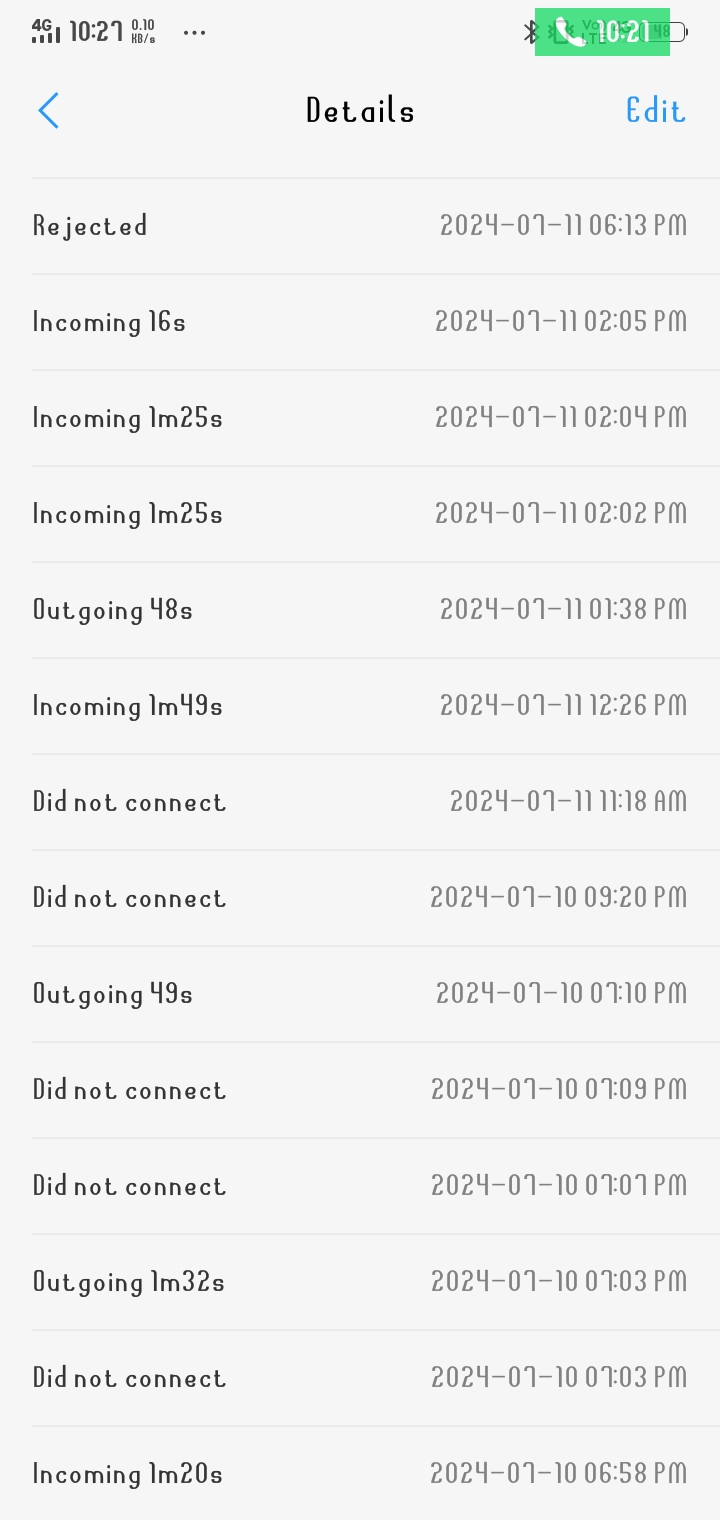 4G 10:27 0.10 KB/s ... 10:21 48
Details Edit
Rejected 2024-07-11 06:13 PM
Incoming 16s 2024-07-11 02:05 PM
Incoming 1m25s 2024-07-11 02:04 PM
Incoming 1m25s 2024-07-11 02:02 PM
Outgoing 48s 2024-07-11 01:38 PM
Incoming 1m49s 2024-07-11 12:26 PM
Did not connect 2024-07-11 11:18 AM
Did not connect 2024-07-10 09:20 PM
Outgoing 49s 2024-07-10 07:10 PM
Did not connect 2024-07-10 07:09 PM
Did not connect 2024-07-10 07:07 PM
Outgoing 1m32s 2024-07-10 07:03 PM
Did not connect 2024-07-10 07:03 PM
Incoming 1m20s 2024-07-10 06:58 PM